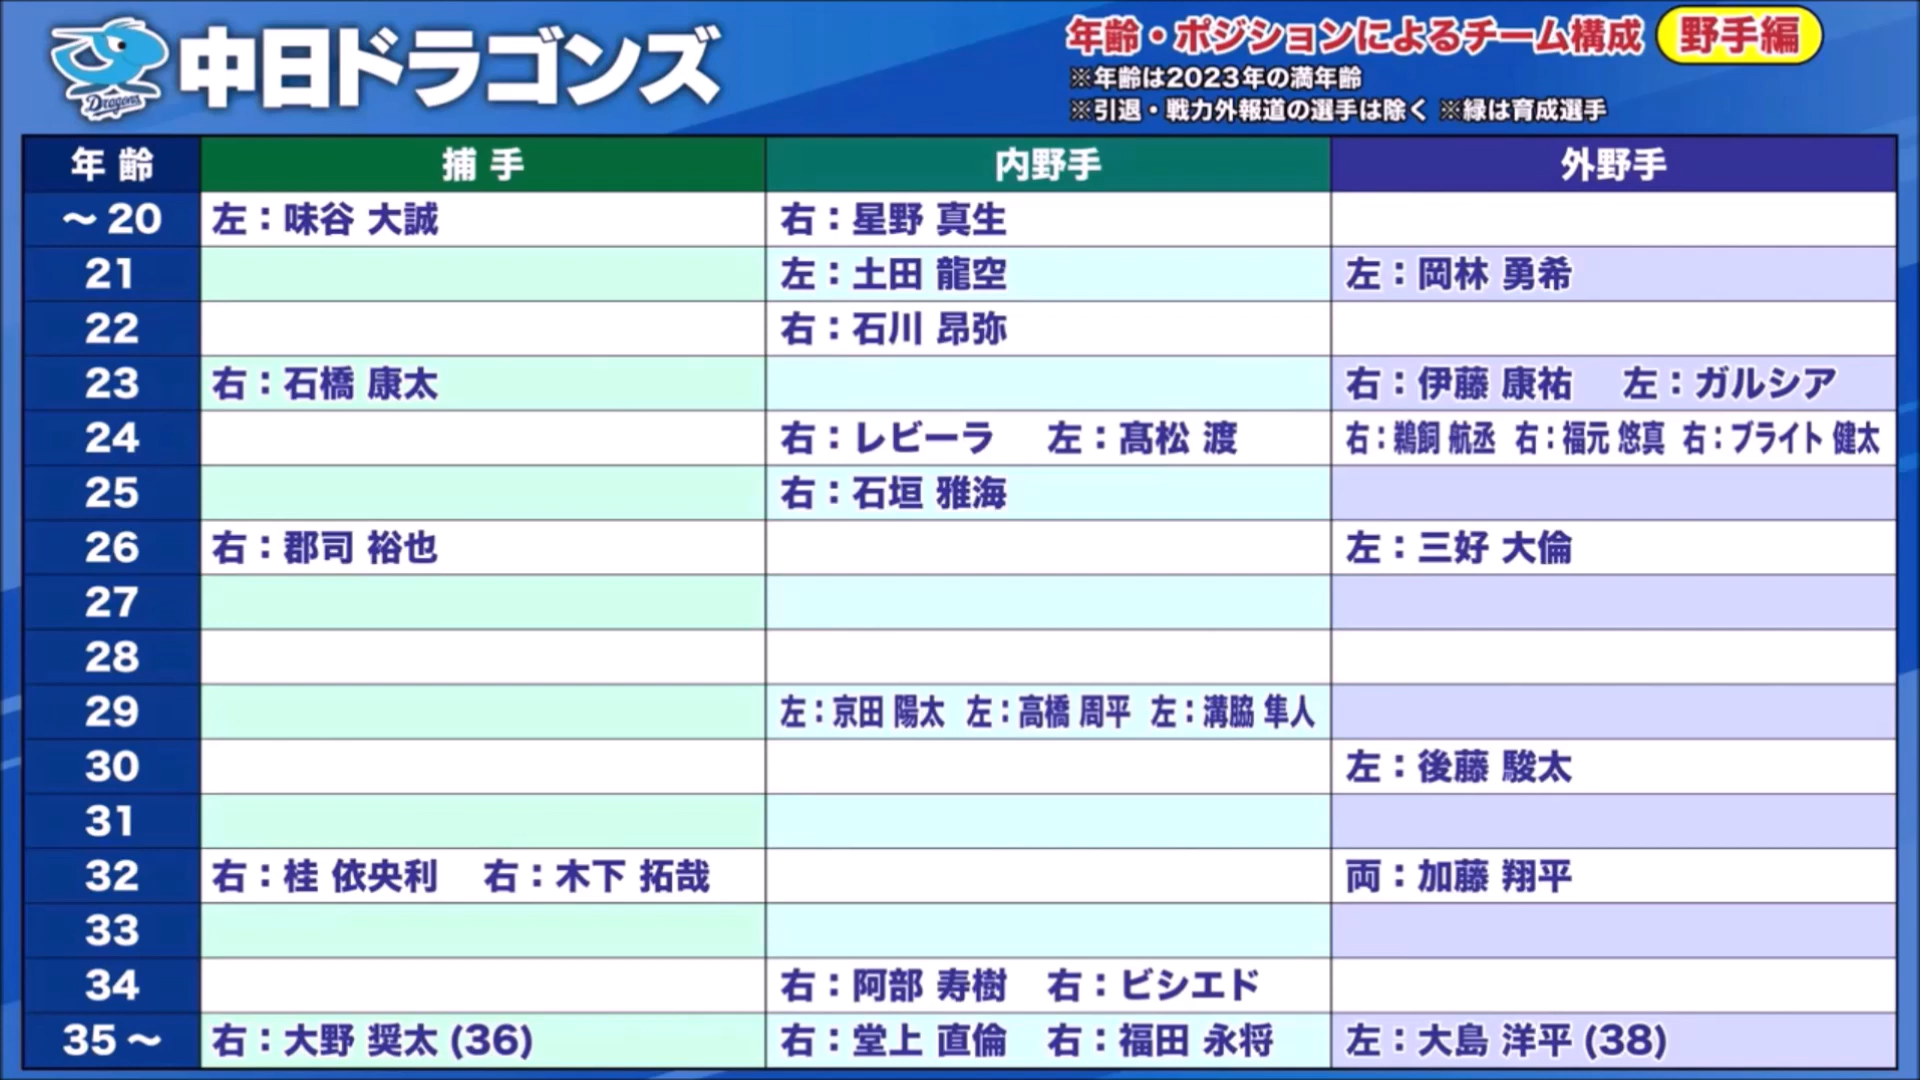 Dragons
中日ドラゴンズ
年齢・ポジションによるチーム構成 野手編
※年齢は2023年の満年齢
※引退・戦力外報道の選手は除く ※緑は育成選手
年齢 捕手 内野手 外野手
～20 左：味谷 大誠 右：星野 真生
21 左：土田 龍空 左：岡林 勇希
22 右：石川 昂弥
23 右：石橋 康太 右：伊藤 康祐 左：ガルシア
24 右：レビーラ 左：髙松 渡 右：鵜飼 航丞 右：福元 悠真 右：ブライト 健太
25 右：石垣 雅海
26 右：郡司 裕也 左：三好 大倫
27
28
29 左：京田 陽太 左：高橋 周平 左：溝脇 隼人
30 左：後藤 駿太
31
32 右：桂 依央利 右：木下 拓哉 両：加藤 翔平
33
34 右：阿部 寿樹 右：ビシエド
35～ 右：大野 奨太 (36) 右：堂上 直倫 右：福田 永将 左：大島 洋平 (38)